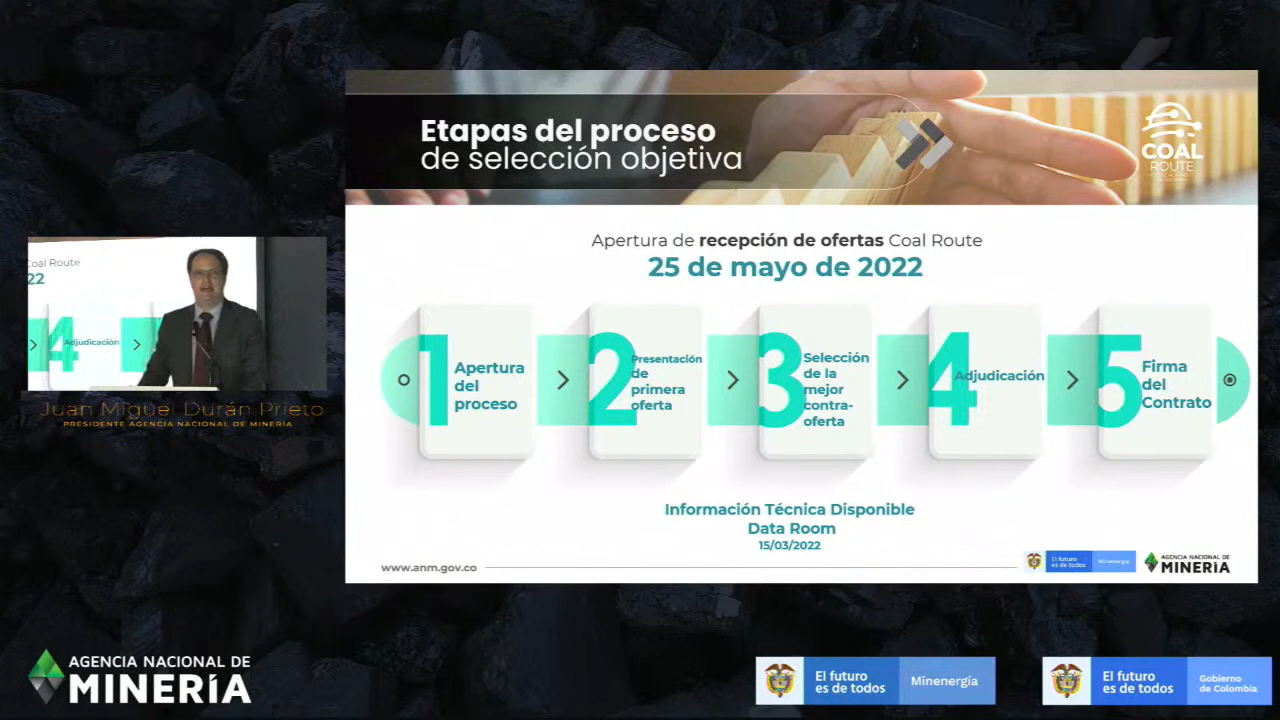 Etapas del proceso
de selección objetiva
COAL
ROUTE
Apertura de recepción de ofertas Coal Route
25 de mayo de 2022
1 Apertura
del
proceso
2 Presentación
de
primera
oferta
3 Selección
de la
mejor
contra-
oferta
4 Adjudicación
5 Firma
del
Contrato
Información Técnica Disponible
Data Room
15/03/2022
www.anm.gov.co
El futuro
es de todos
Minenergía
AGENCIA NACIONAL DE
MINERÍA
Coal Route
22
4 Adjudicación
Juan Miguel Durán Prieto
PRESIDENTE AGENCIA NACIONAL DE MINERÍA
AGENCIA NACIONAL DE
MINERÍA
El futuro
es de todos
Minenergía
El futuro
es de todos
Gobierno
de Colombia